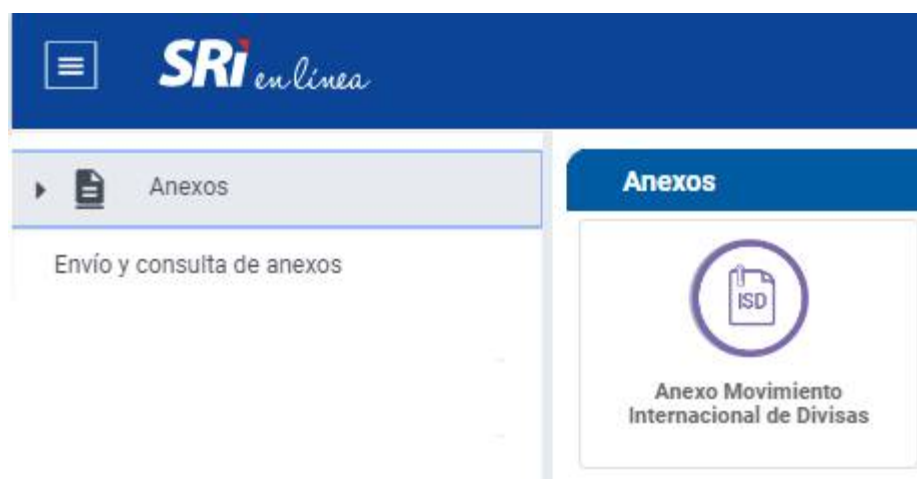 SRi en línea
Anexos
Envío y consulta de anexos
Anexos
ISD
Anexo Movimiento
Internacional de Divisas